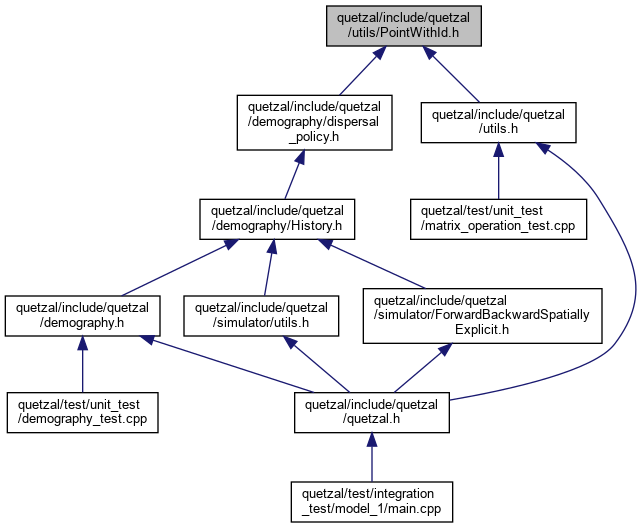 quetzal/include/quetzal
/utils/PointWithId.h
quetzal/include/quetzal
/demography/dispersal
_policy.h
quetzal/include/quetzal
/utils.h
quetzal/include/quetzal
/demography/History.h
quetzal/test/unit_test
/matrix_operation_test.cpp
quetzal/include/quetzal
/demography.h
quetzal/include/quetzal
/simulator/utils.h
quetzal/include/quetzal
/simulator/ForwardBackwardSpatially
Explicit.h
quetzal/test/unit_test
/demography_test.cpp
quetzal/include/quetzal
/quetzal.h
quetzal/test/integration
_test/model_1/main.cpp